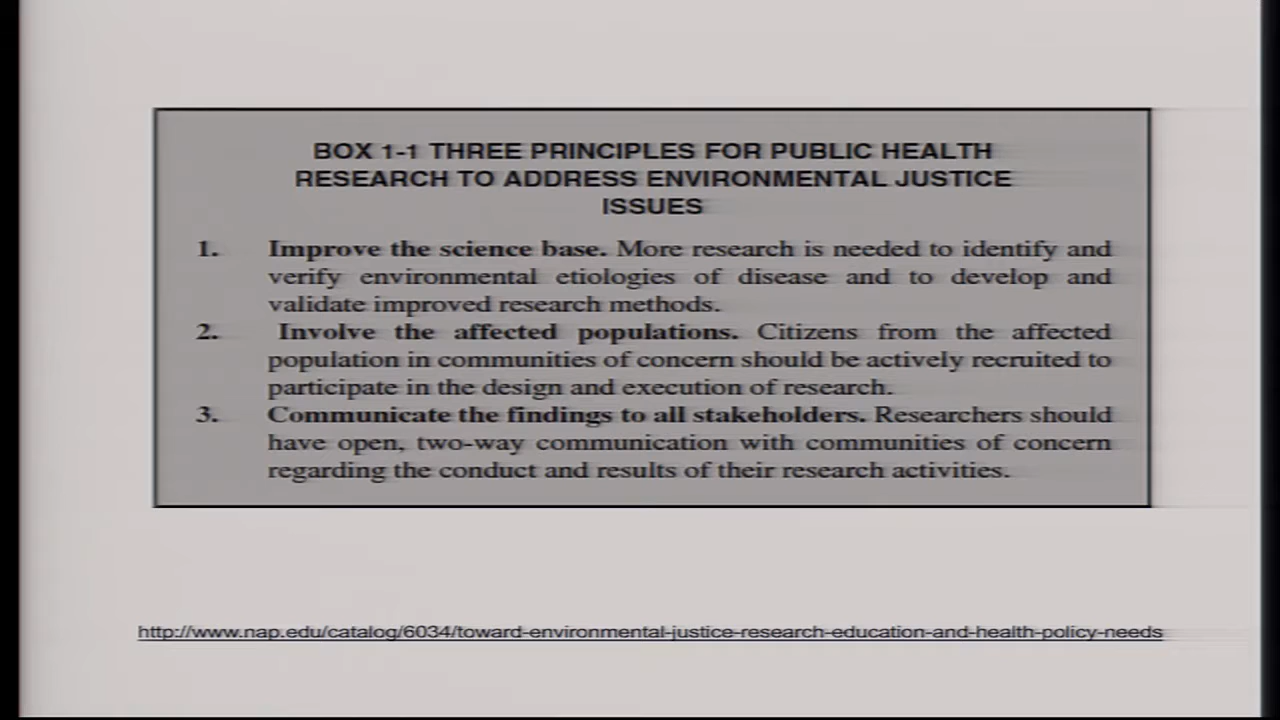 BOX 1-1 THREE PRINCIPLES FOR PUBLIC HEALTH
RESEARCH TO ADDRESS ENVIRONMENTAL JUSTICE
ISSUES
1. Improve the science base. More research is needed to identify and
verify environmental etiologies of disease and to develop and
validate improved research methods.
2. Involve the affected populations. Citizens from the affected
population in communities of concern should be actively recruited to
participate in the design and execution of research.
3. Communicate the findings to all stakeholders. Researchers should
have open, two-way communication with communities of concern
regarding the conduct and results of their research activities.
http://www.nap.edu/catalog/6034/toward-environmental-justice-research-education-and-health-policy-needs